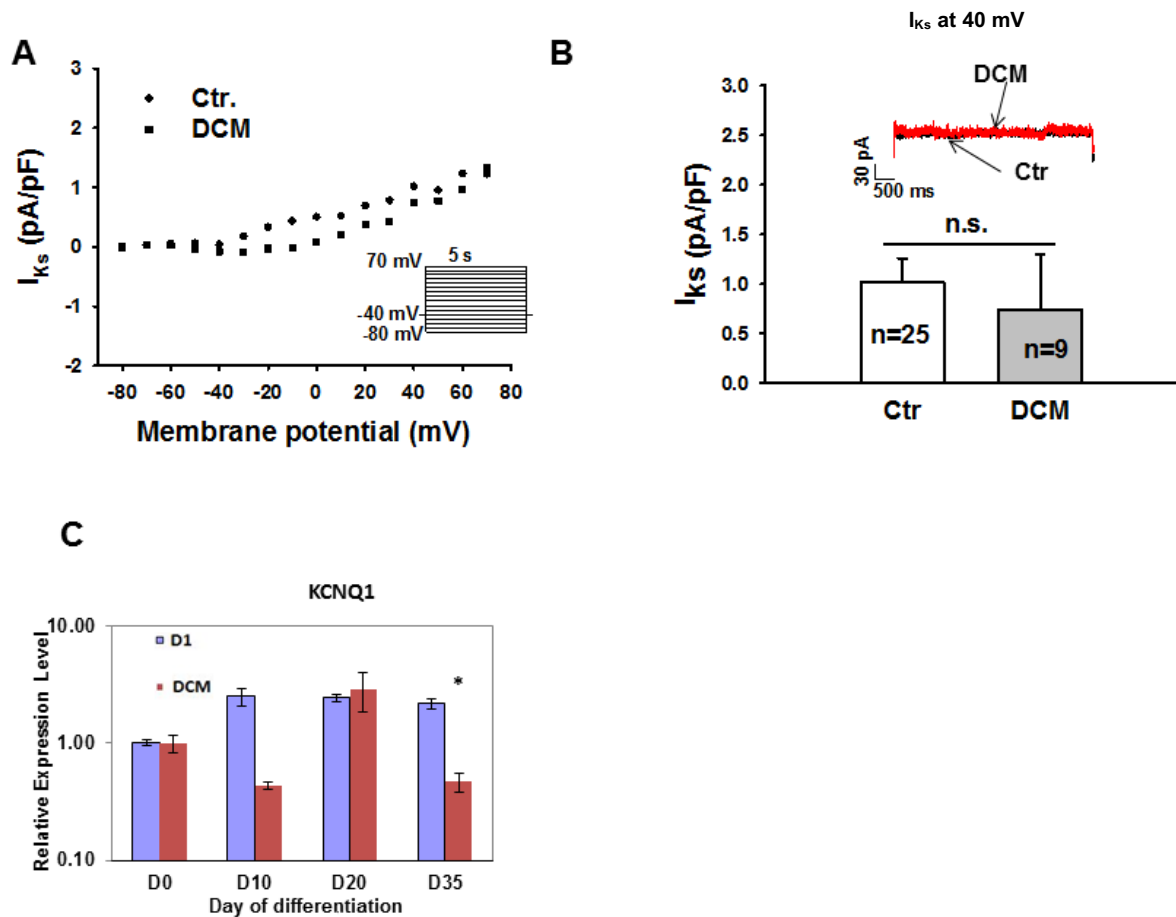 A
3
2
1
0
-1
-2
I_Ks (pA/pF)
Ctr.
DCM
70 mV
5 s
-40 mV
-80 mV
-80 -60 -40 -20 0 20 40 60 80
Membrane potential (mV)
I_Ks at 40 mV
B
3.0
2.5
2.0
1.5
1.0
0.5
0.0
I_Ks (pA/pF)
DCM
Ctr
30 pA
500 ms
n.s.
n=25
n=9
Ctr DCM
C
KCNQ1
10.00
1.00
0.10
Relative Expression Level
D1
DCM
*
D0 D10 D20 D35
Day of differentiation